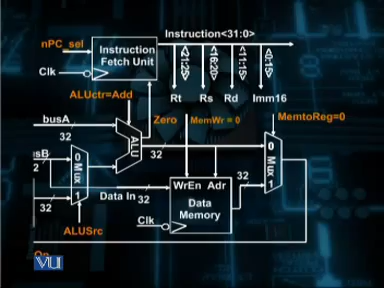 Instruction<31:0>
nPC_sel
Instruction
Fetch Unit
<21:25>
<16:20>
<11:15>
<0:15>
Clk
Rt Rs Rd Imm16
ALUctr=Add
busA
Zero
MemWr = 0
MemtoReg=0
32
ALU
0
Mux
1
32
0
Mux
1
32
WrEn Adr
Data In 32
Data
Memory
32
Clk
ALUSrc
VU